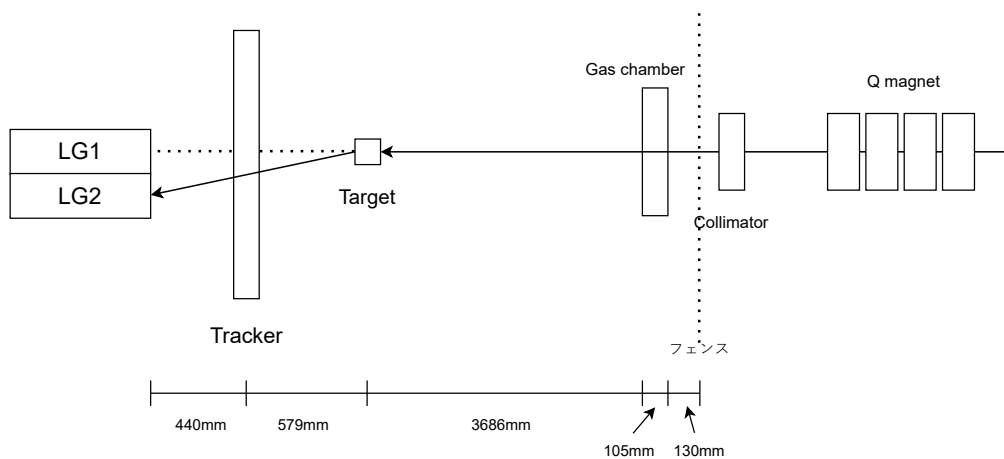 Gas chamber
Q magnet
LG1
LG2
Target
Collimator
Tracker
フェンス
440mm
579mm
3686mm
105mm
130mm